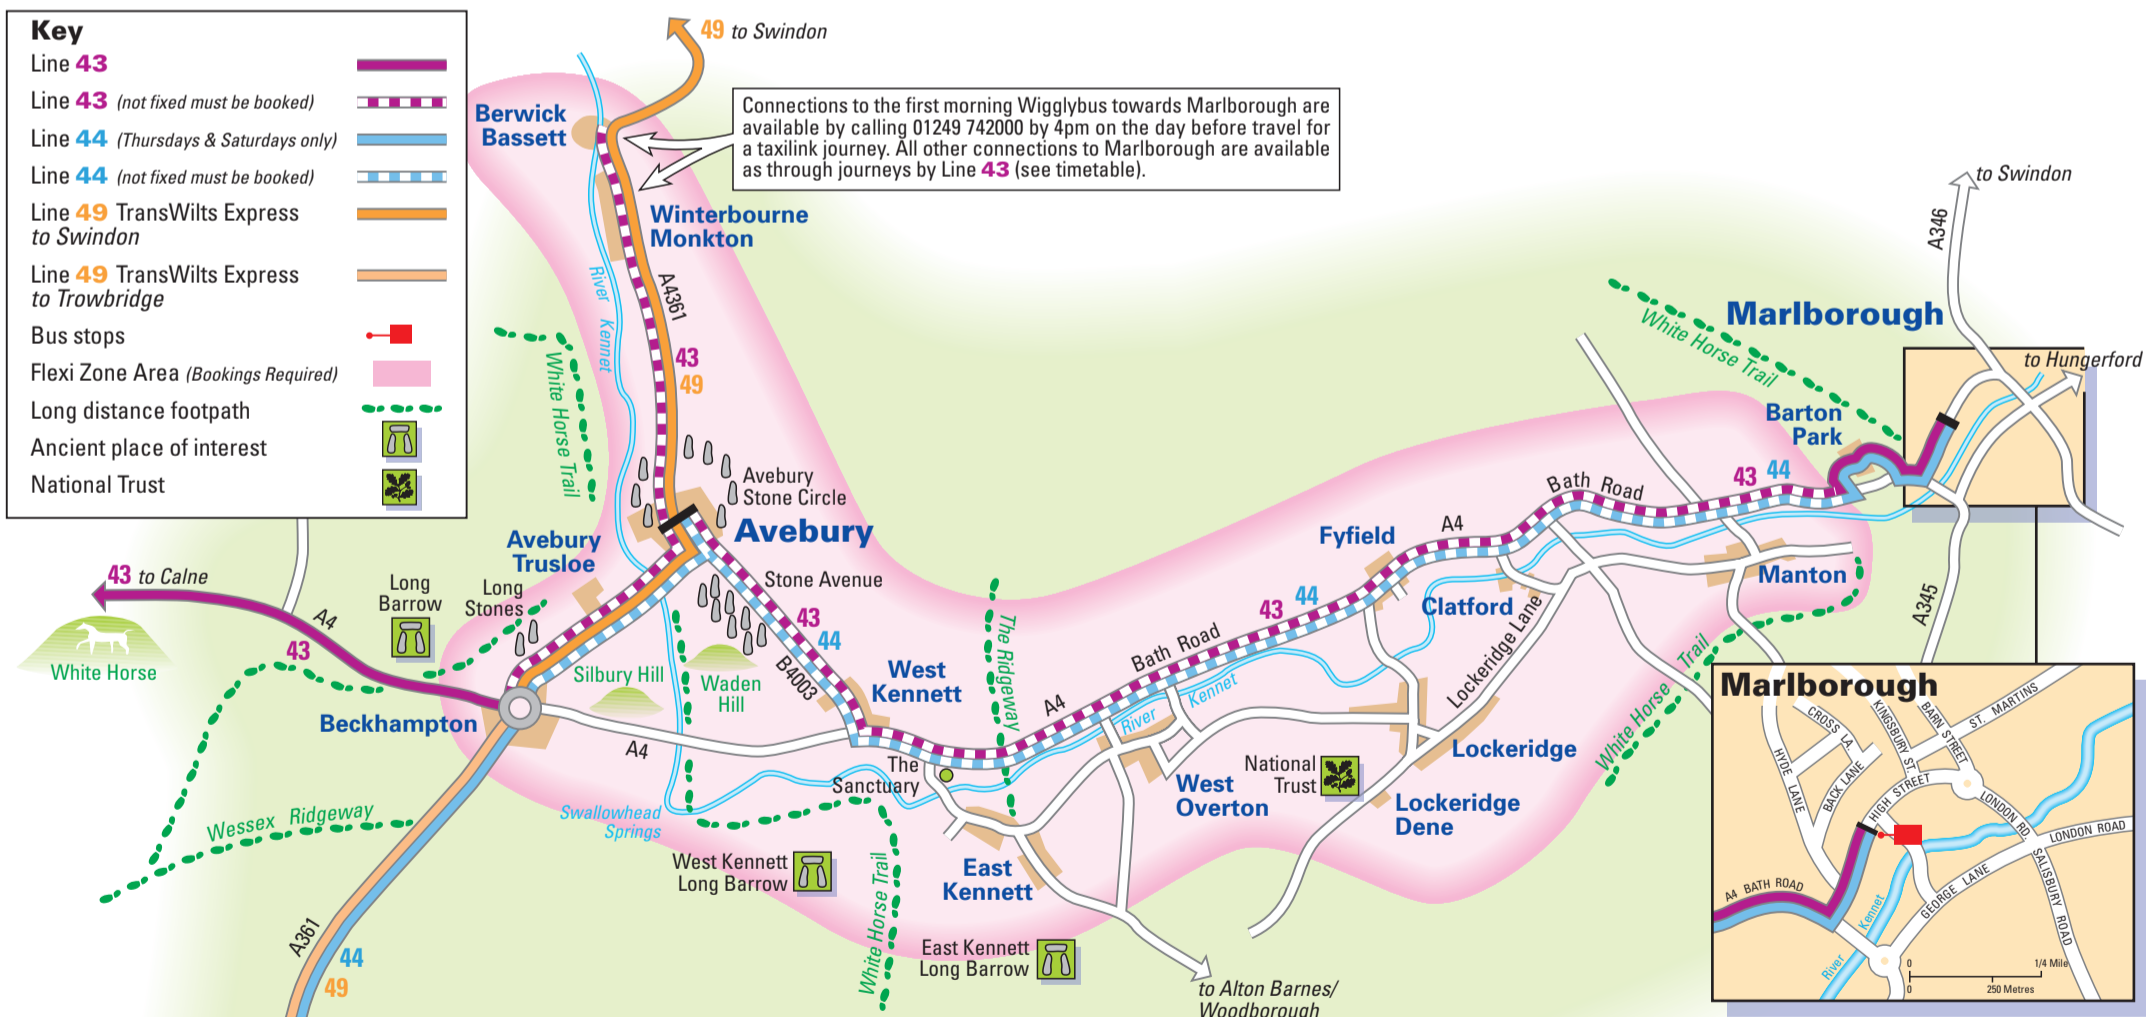 Key
Line 43
Line 43 (not fixed must be booked)
Line 44 (Thursdays & Saturdays only)
Line 44 (not fixed must be booked)
Line 49 TransWilts Express
to Swindon
Line 49 TransWilts Express
to Trowbridge
Bus stops
Flexi Zone Area (Bookings Required)
Long distance footpath
Ancient place of interest
National Trust
49 to Swindon
Connections to the first morning Wigglybus towards Marlborough are
available by calling 01249 742000 by 4pm on the day before travel for
a taxilink journey. All other connections to Marlborough are available
as through journeys by Line 43 (see timetable).
Berwick
Bassett
Winterbourne
Monkton
River Kennet
A4361
43
49
White Horse Trail
Avebury
Stone Circle
Avebury
Avebury
Trusloe
Stone Avenue
43
44
B4003
43 to Calne
A4
43
White Horse
Long
Barrow
Long
Stones
Beckhampton
Silbury Hill
Waden
Hill
A4
West
Kennett
The
Sanctuary
The Ridgeway
Swallowhead
Springs
Wessex Ridgeway
A361
44
49
West Kennett
Long Barrow
White Horse Trail
East
Kennett
East Kennett
Long Barrow
to Alton Barnes/
Woodborough
A4
Bath Road
43 44
River Kennet
West
Overton
Fyfield
A4
Bath Road
Clatford
Lockeridge Lane
Lockeridge
National
Trust
Lockeridge
Dene
43 44
Manton
White Horse Trail
White Horse Trail
Barton
Park
Marlborough
A346
to Swindon
to Hungerford
A345
Marlborough
CROSS LA.
KINGSBURY ST.
BARN STREET
ST. MARTINS
HYDE LANE
BACK LANE
HIGH STREET
LONDON RD.
LONDON ROAD
SALISBURY ROAD
GEORGE LANE
A4 BATH ROAD
River Kennet
0 1/4 Mile
0 250 Metres